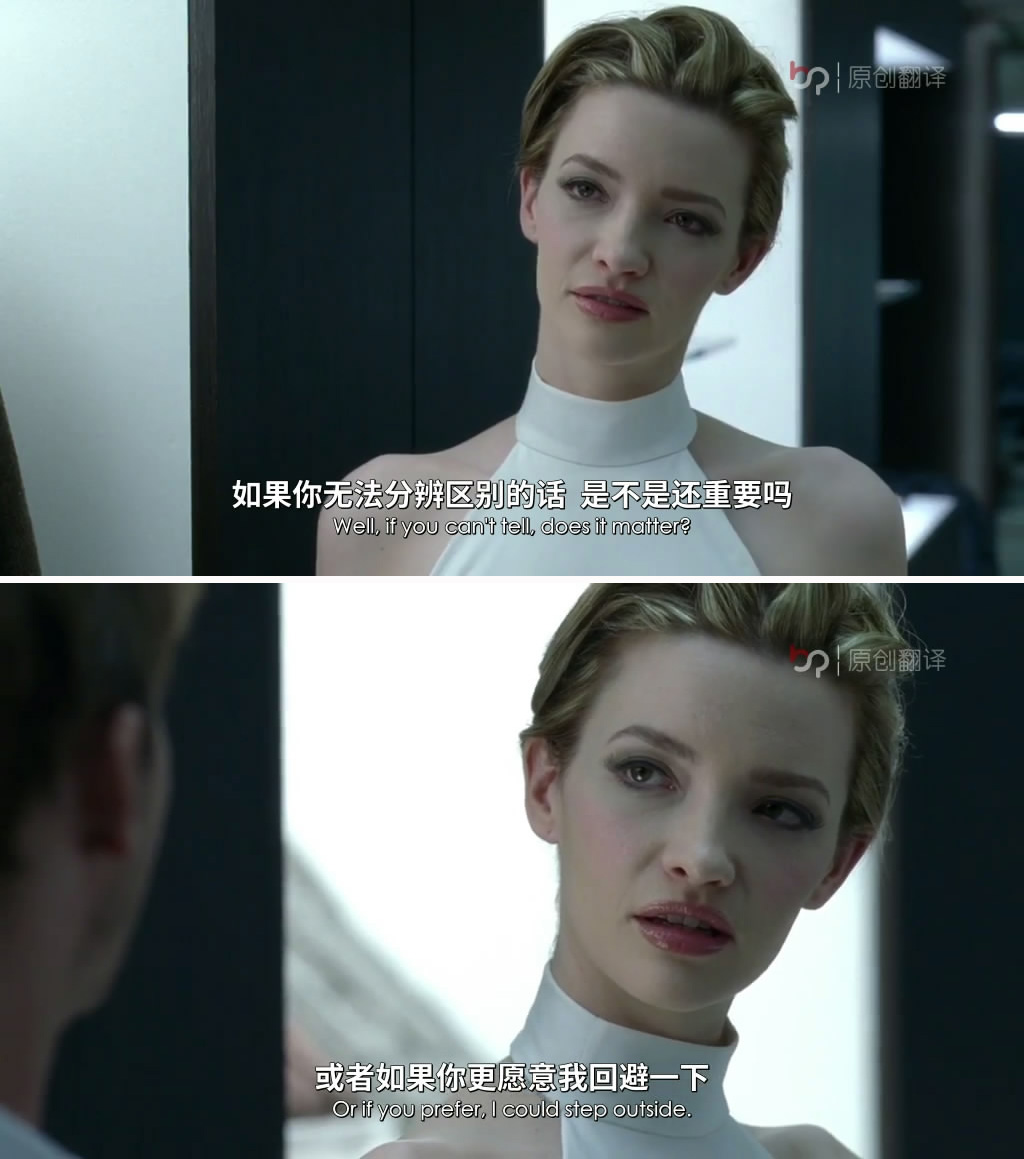 原创翻译
如果你无法分辨区别的话 是不是还重要吗
Well, if you can't tell, does it matter?
原创翻译
或者如果你更愿意我回避一下
Or if you prefer, I could step outside.